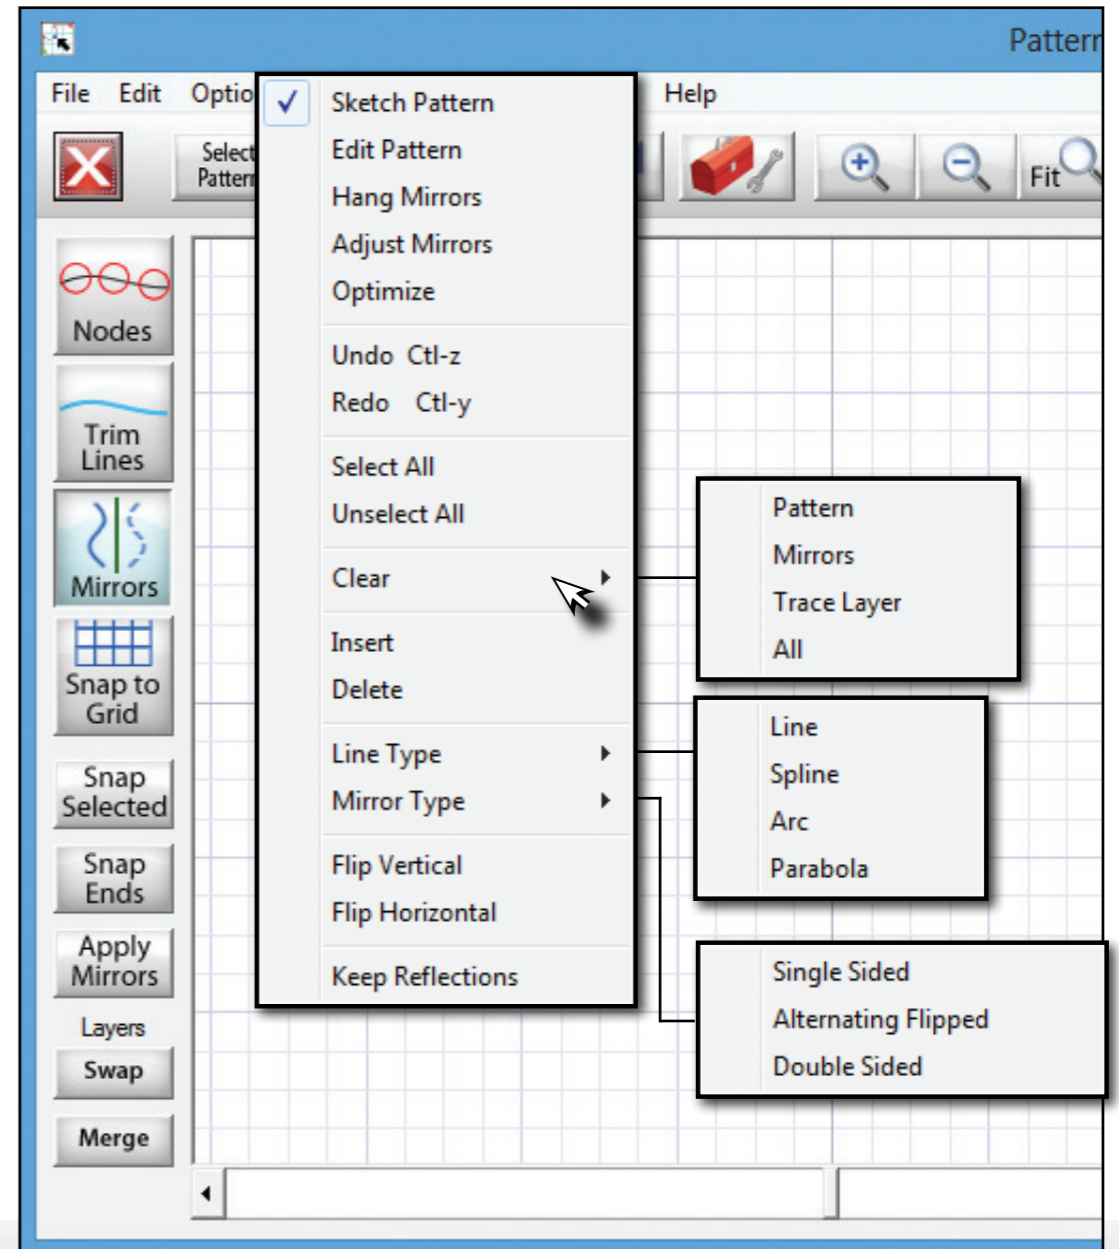 Pattern
File Edit Optio Help
Select
Pattern
Fit
Nodes
Trim
Lines
Mirrors
Snap to
Grid
Snap
Selected
Snap
Ends
Apply
Mirrors
Layers
Swap
Merge
Sketch Pattern
Edit Pattern
Hang Mirrors
Adjust Mirrors
Optimize
Undo Ctl-z
Redo Ctl-y
Select All
Unselect All
Clear
Insert
Delete
Line Type
Mirror Type
Flip Vertical
Flip Horizontal
Keep Reflections
Pattern
Mirrors
Trace Layer
All
Line
Spline
Arc
Parabola
Single Sided
Alternating Flipped
Double Sided